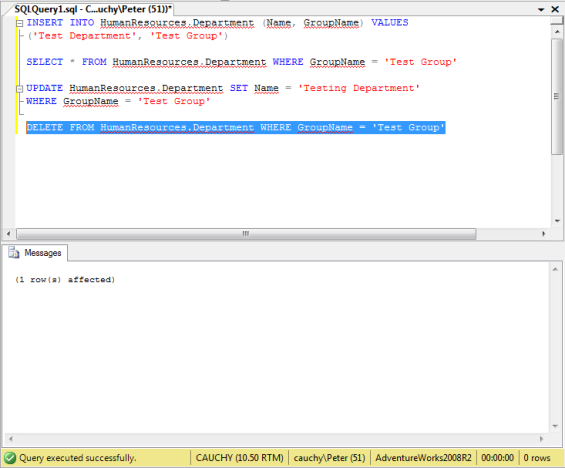 SQLQuery1.sql - C...uchy\Peter (51))*
INSERT INTO HumanResources.Department (Name, GroupName) VALUES
('Test Department', 'Test Group')
SELECT * FROM HumanResources.Department WHERE GroupName = 'Test Group'
UPDATE HumanResources.Department SET Name = 'Testing Department'
WHERE GroupName = 'Test Group'
DELETE FROM HumanResources.Department WHERE GroupName = 'Test Group'
Messages
(1 row(s) affected)
Query executed successfully. CAUCHY (10.50 RTM) cauchy\Peter (51) AdventureWorks2008R2 00:00:00 0 rows